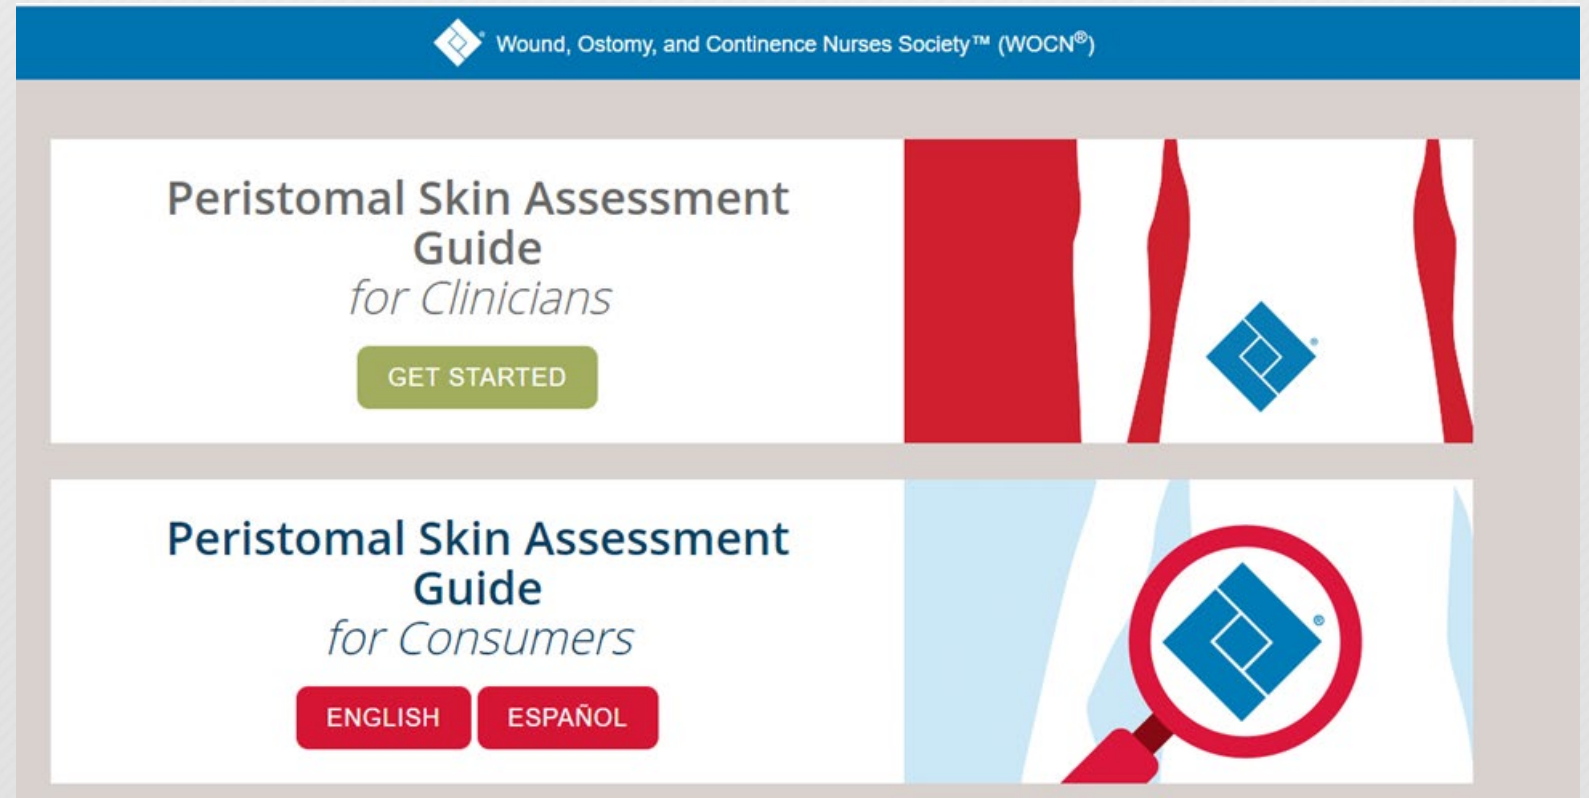 Wound, Ostomy, and Continence Nurses Society™ (WOCN®)
Peristomal Skin Assessment
Guide
for Clinicians
GET STARTED
®
Peristomal Skin Assessment
Guide
for Consumers
ENGLISH ESPAÑOL
®